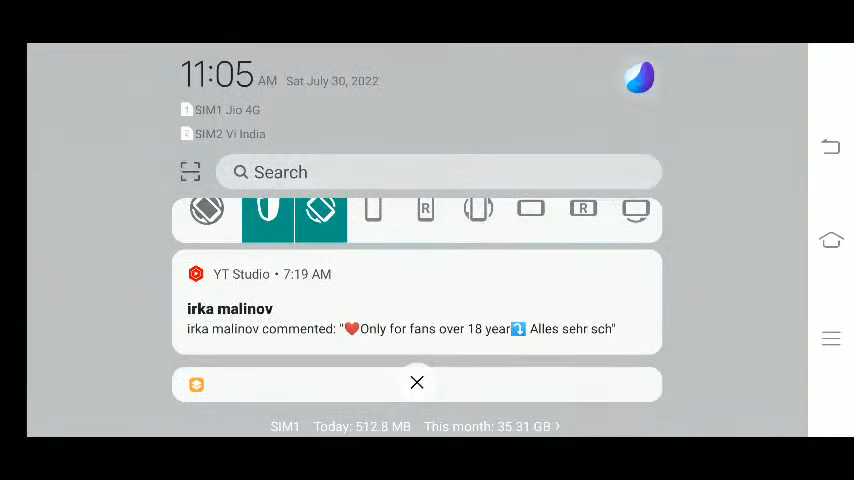 11:05 AM Sat July 30, 2022
1 SIM1 Jio 4G
2 SIM2 Vi India
Search
R R
YT Studio • 7:19 AM
irka malinov
irka malinov commented: "❤️Only for fans over 18 year⤵️ Alles sehr sch"
SIM1 Today: 512.8 MB This month: 35.31 GB >